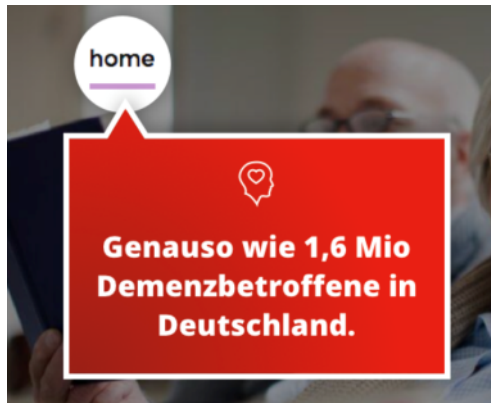 home
Genauso wie 1,6 Mio
Demenzbetroffene in
Deutschland.